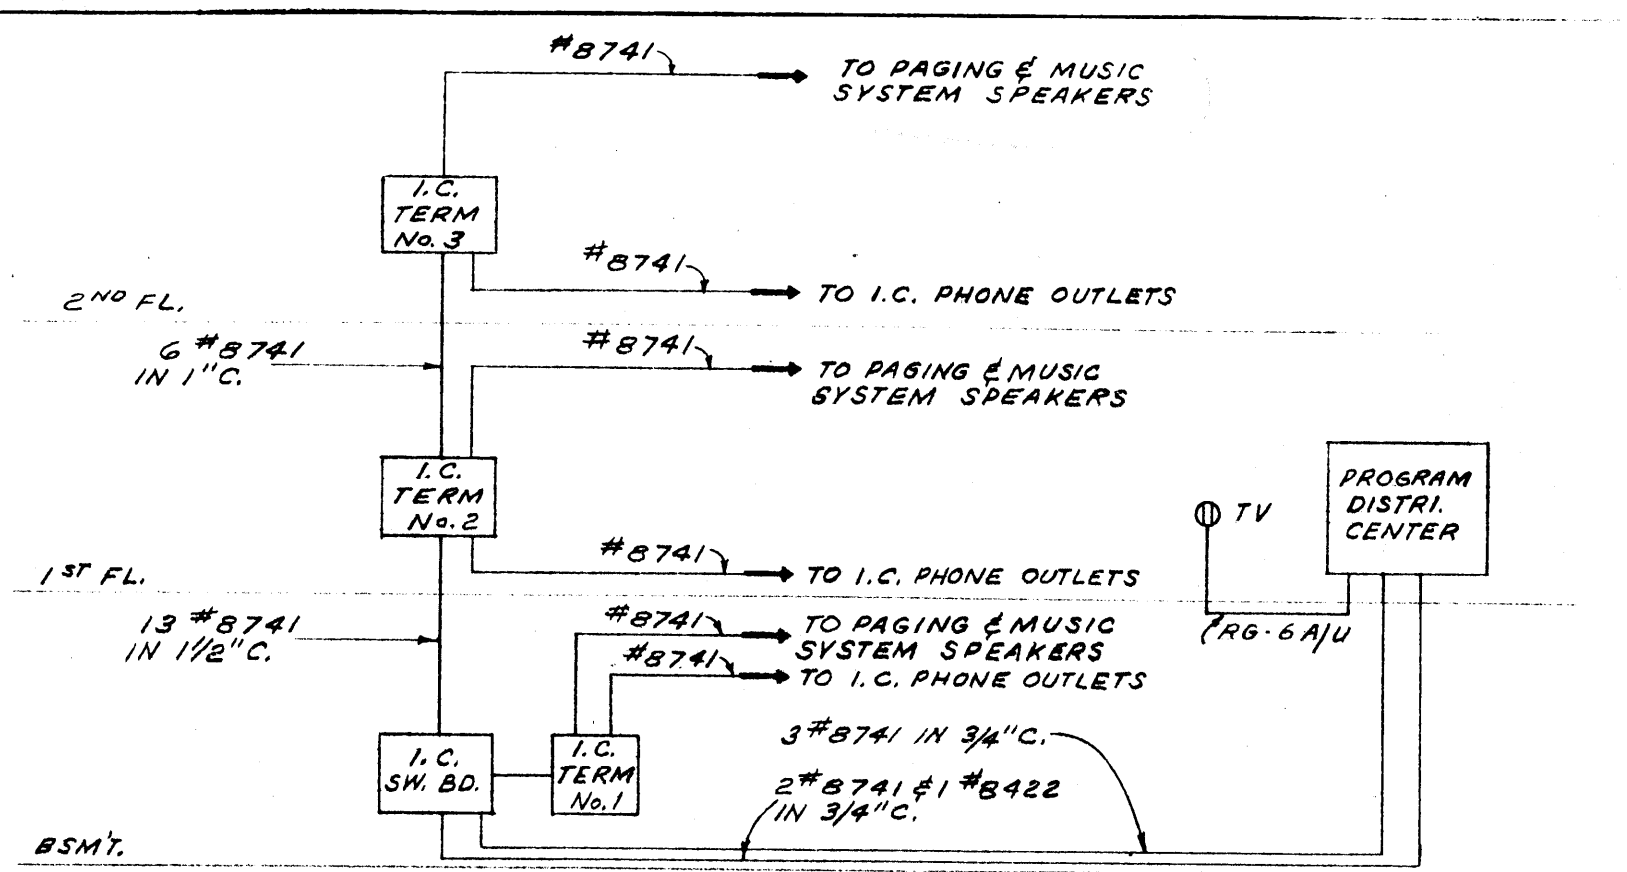 #8741
TO PAGING & MUSIC
SYSTEM SPEAKERS
I.C.
TERM
No. 3
#8741
TO I.C. PHONE OUTLETS
2ND FL.
6 #8741
IN 1"C.
#8741
TO PAGING & MUSIC
SYSTEM SPEAKERS
I.C.
TERM
No. 2
PROGRAM
DISTRI.
CENTER
TV
#8741
TO I.C. PHONE OUTLETS
1ST FL.
13 #8741
IN 1 1/2"C.
#8741
TO PAGING & MUSIC
SYSTEM SPEAKERS
RG-6 A/U
#8741
TO I.C. PHONE OUTLETS
I.C.
SW. BD.
I.C.
TERM
No. 1
3 #8741 IN 3/4"C.
2 #8741 & 1 #8422
IN 3/4"C.
BSM'T.